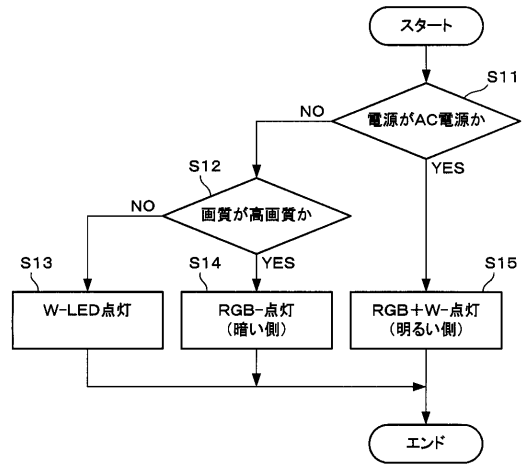 スタート
S11
電源がAC電源か
NO
YES
S12
画質が高画質か
NO
YES
S13
W-LED点灯
S14
RGB-点灯
(暗い側)
S15
RGB+W-点灯
(明るい側)
エンド